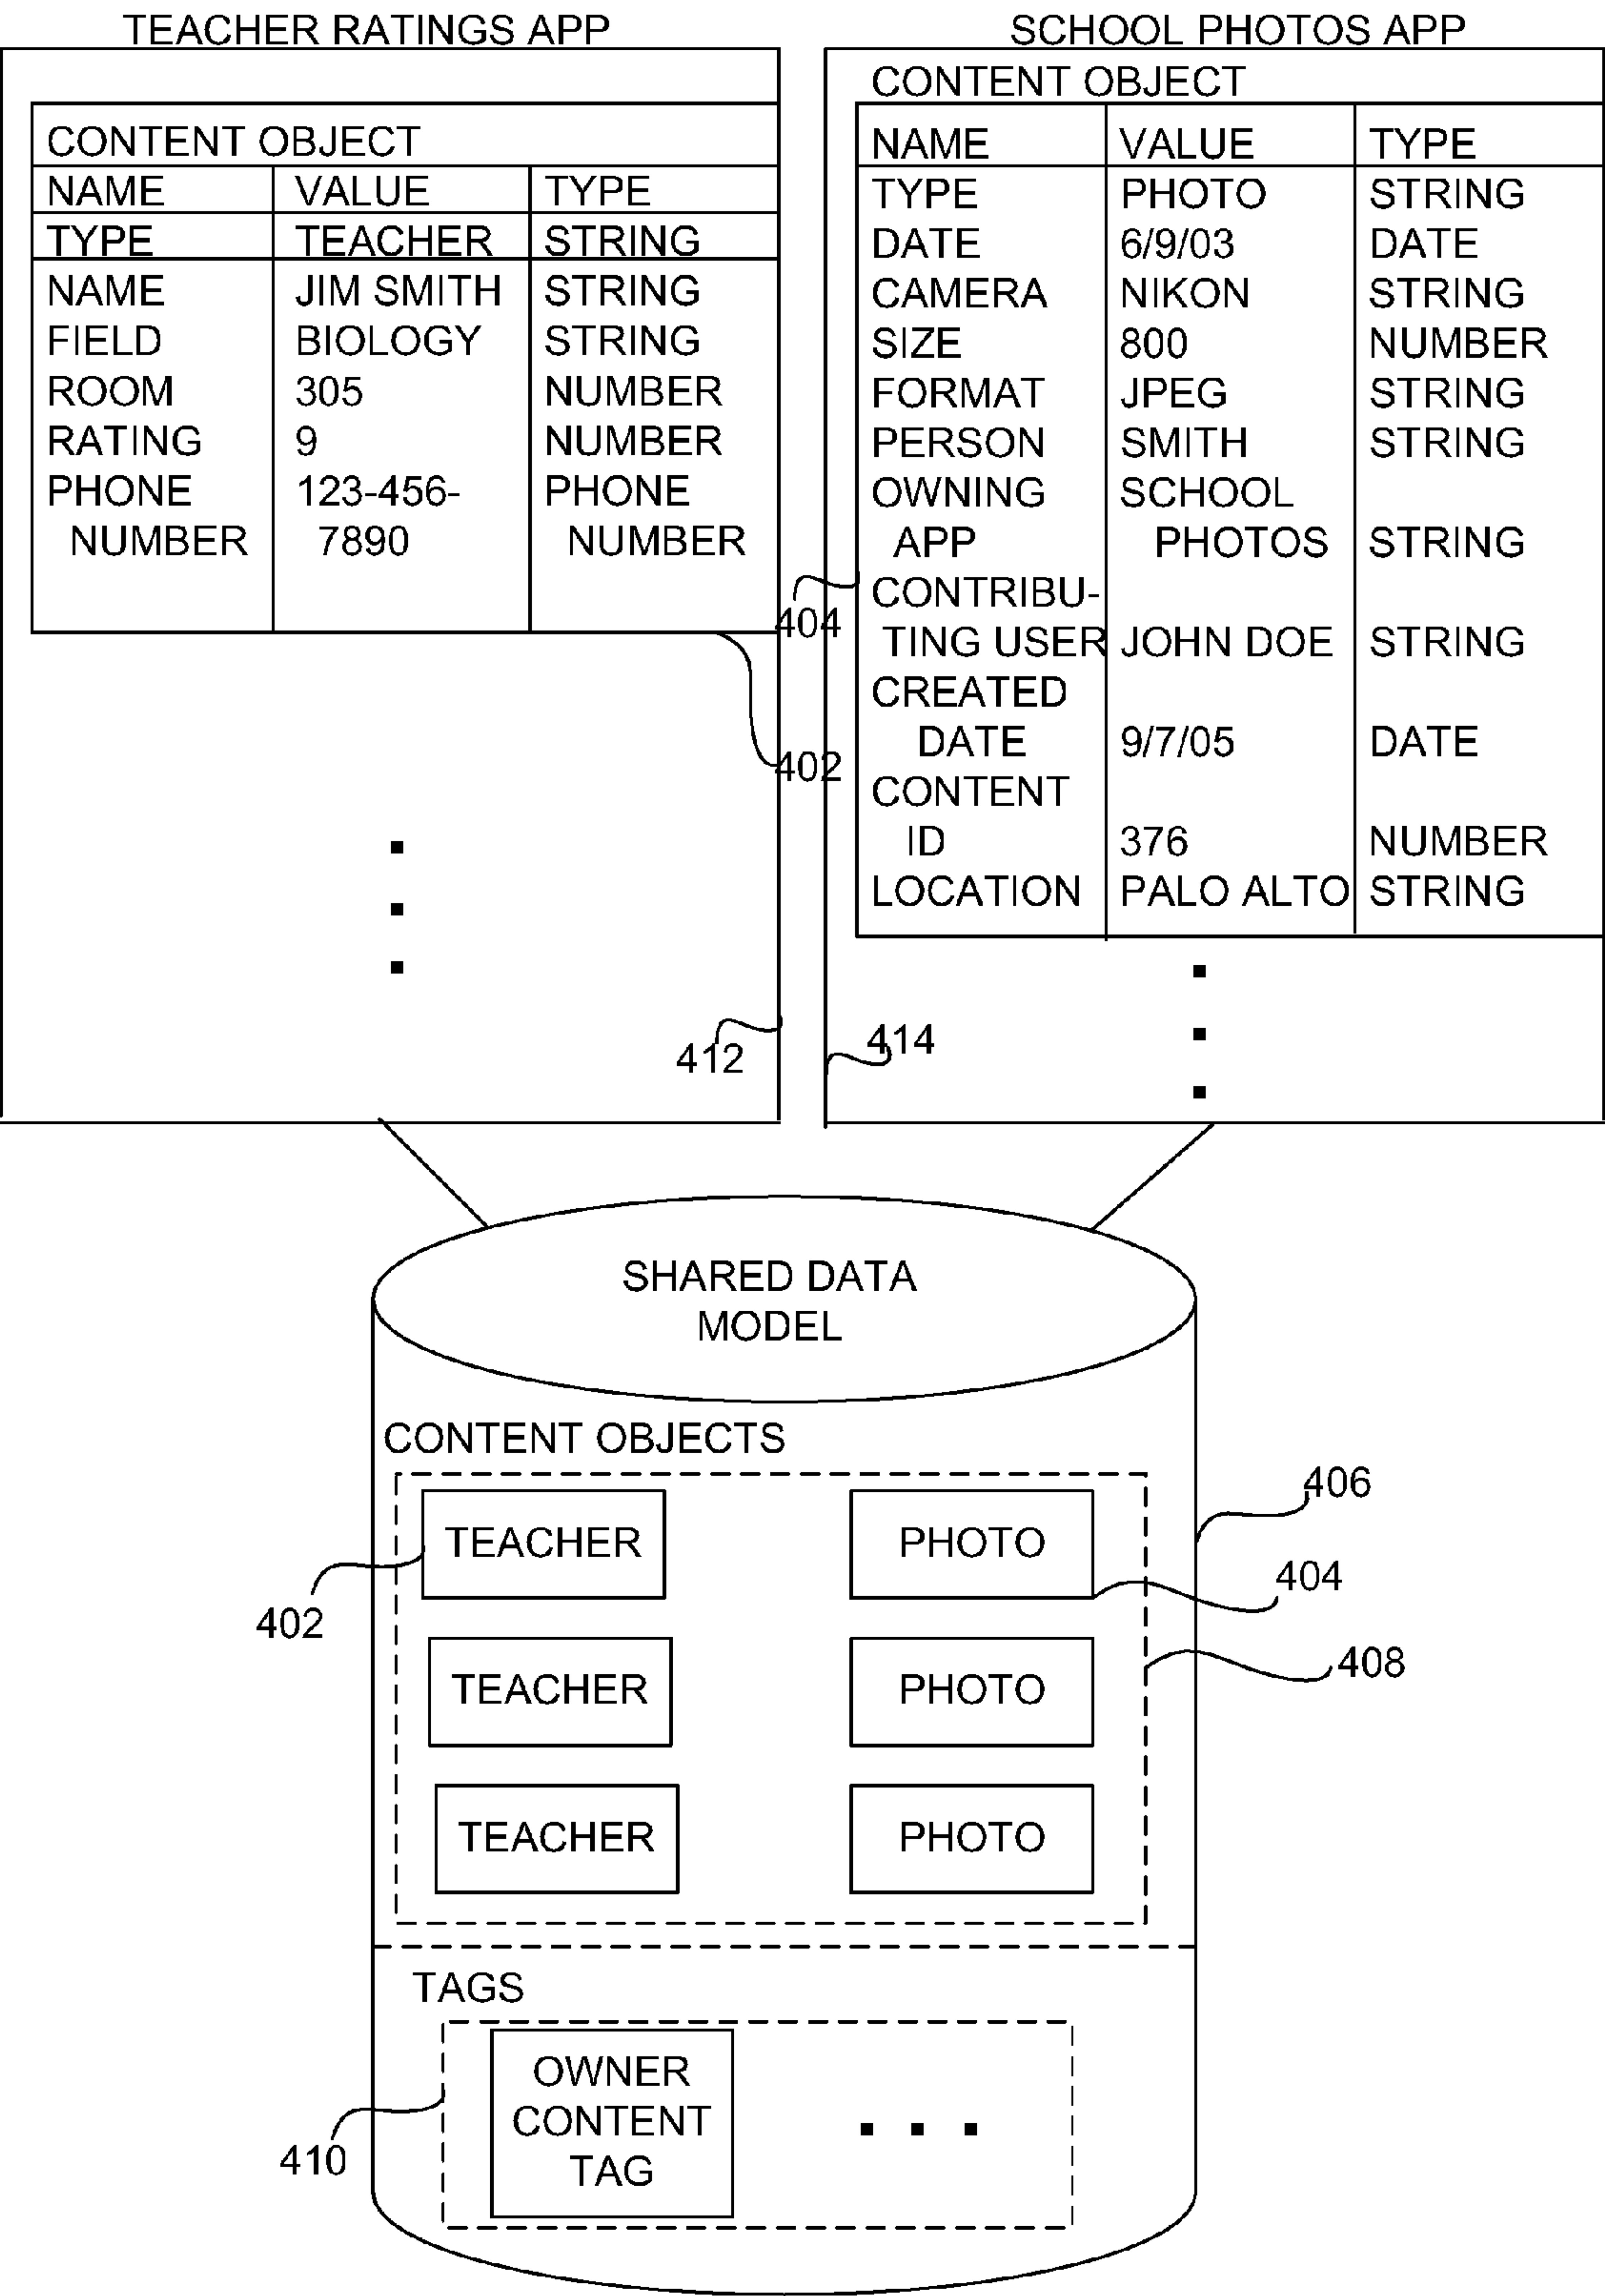 TEACHER RATINGS APP
CONTENT OBJECT
NAME VALUE TYPE
TYPE TEACHER STRING
NAME JIM SMITH STRING
FIELD BIOLOGY STRING
ROOM 305 NUMBER
RATING 9 NUMBER
PHONE 123-456- PHONE
NUMBER 7890 NUMBER
402
412
SCHOOL PHOTOS APP
CONTENT OBJECT
NAME VALUE TYPE
TYPE PHOTO STRING
DATE 6/9/03 DATE
CAMERA NIKON STRING
SIZE 800 NUMBER
FORMAT JPEG STRING
PERSON SMITH STRING
OWNING SCHOOL
APP PHOTOS STRING
CONTRIBU-
404
TING USER JOHN DOE STRING
CREATED
DATE 9/7/05 DATE
CONTENT
ID 376 NUMBER
LOCATION PALO ALTO STRING
414
SHARED DATA
MODEL
CONTENT OBJECTS
406
TEACHER PHOTO
404
402
408
TEACHER PHOTO
TEACHER PHOTO
TAGS
OWNER
CONTENT
TAG
410